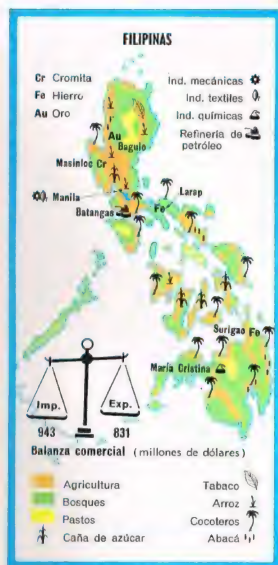 FILIPINAS
Cr Cromita
Fe Hierro
Au Oro
Ind. mecánicas
Ind. textiles
Ind. químicas
Refinería de petróleo
Au
Baguio
Masinloc Cr
Manila
Larap
Batangas
Fe
Surigao Fe
María Cristina
Imp.
Exp.
943
831
Balanza comercial (millones de dólares)
Agricultura
Bosques
Pastos
Caña de azúcar
Tabaco
Arroz
Cocoteros
Abacá